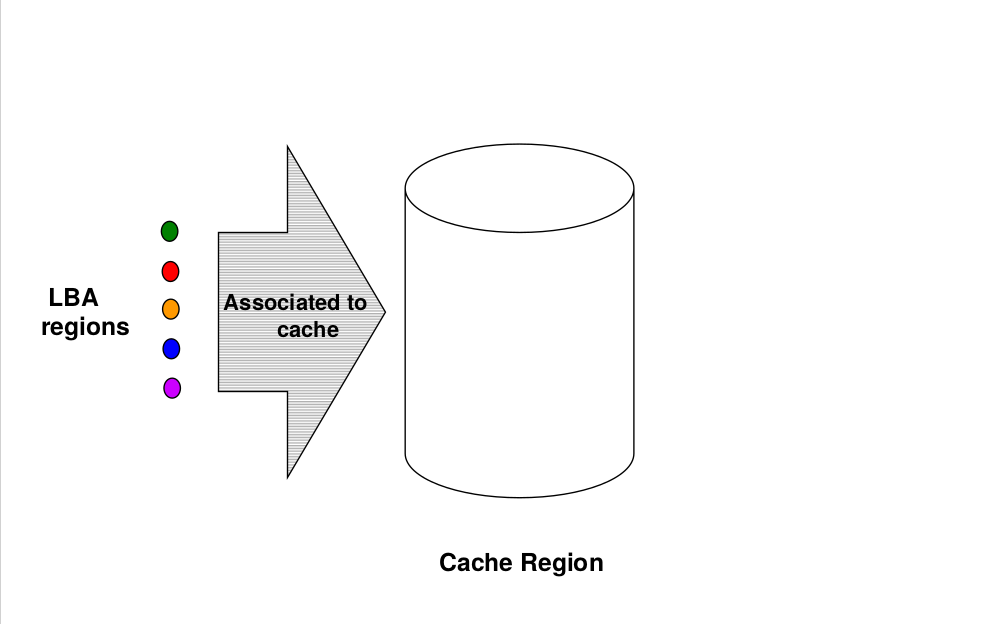 LBA
regions
Associated to
cache
Cache Region